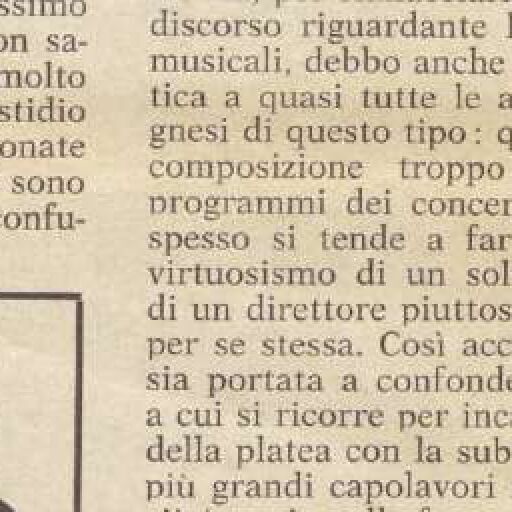 ssimo
on sa-
molto
stidio
onate
sono
confu-
discorso riguardante
musicali, debbo anche
tica a quasi tutte le a
gnesi di questo tipo: q
composizione troppo
programmi dei concer
spesso si tende a far
virtuosismo di un sol
di un direttore piuttos
per se stessa. Così acc
sia portata a confonde
a cui si ricorre per inca
della platea con la sub
più grandi capolavori